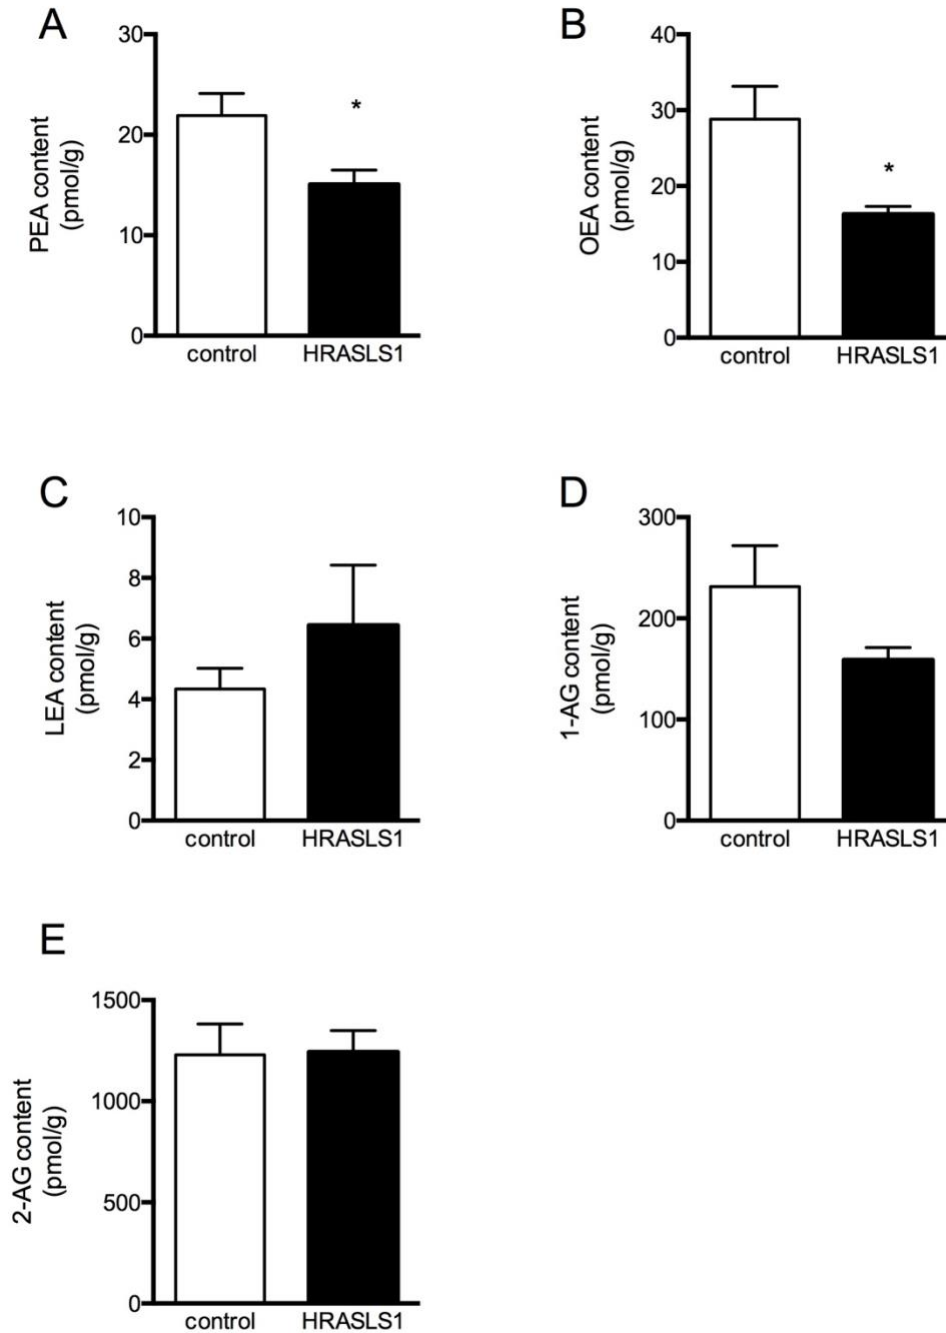 A
PEA content
(pmol/g)
30
20
10
0
*
control HRASLS1
B
OEA content
(pmol/g)
40
30
20
10
0
*
control HRASLS1
C
LEA content
(pmol/g)
10
8
6
4
2
0
control HRASLS1
D
1-AG content
(pmol/g)
300
200
100
0
control HRASLS1
E
2-AG content
(pmol/g)
1500
1000
500
0
control HRASLS1